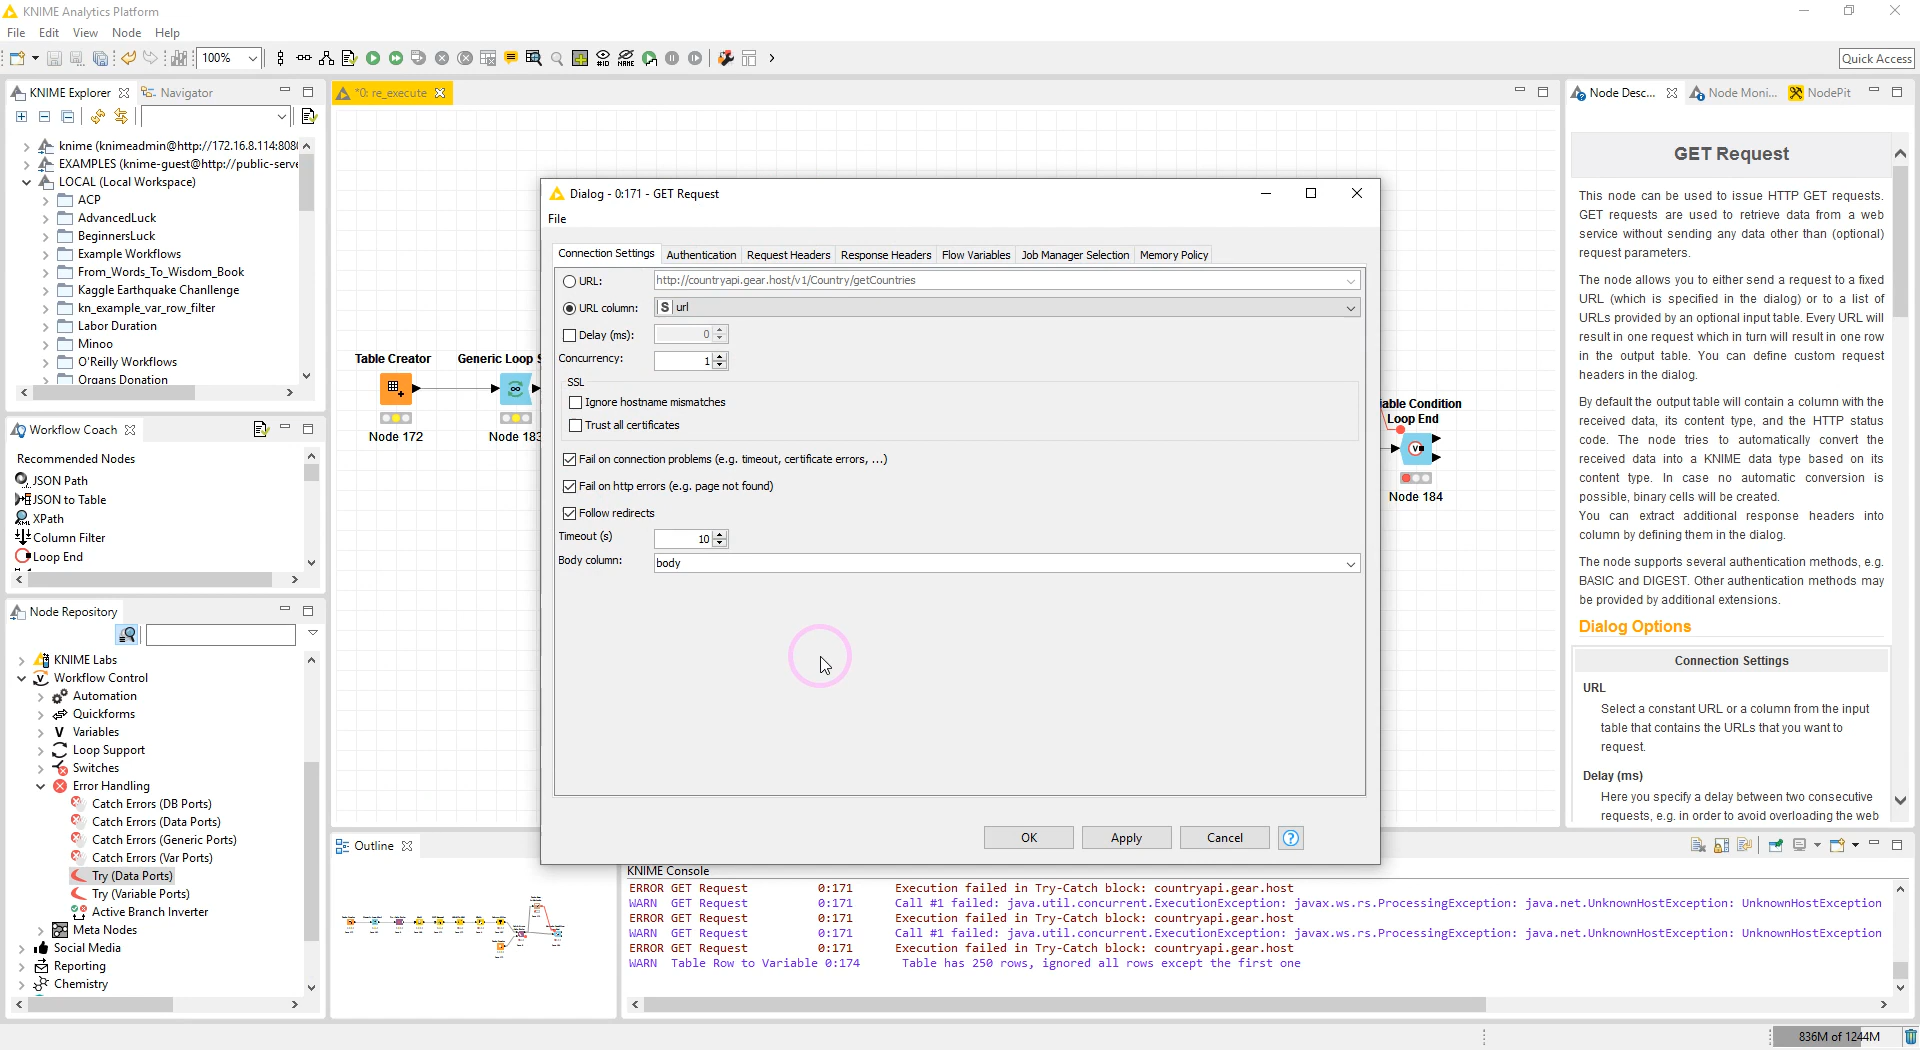 KNIME Analytics Platform
File Edit View Node Help
100%
Quick Access
KNIME Explorer
Navigator
knime (knimeadmin@http://172.16.8.114:808
EXAMPLES (knime-guest@http://public-serve
LOCAL (Local Workspace)
ACP
AdvancedLuck
BeginnersLuck
Example Workflows
From_Words_To_Wisdom_Book
Kaggle Earthquake Chanllenge
kn_example_var_row_filter
Labor Duration
Minoo
O'Reilly Workflows
Organs Donation
Workflow Coach
Recommended Nodes
JSON Path
JSON to Table
XPath
Column Filter
Loop End
Node Repository
KNIME Labs
Workflow Control
Automation
Quickforms
Variables
Loop Support
Switches
Error Handling
Catch Errors (DB Ports)
Catch Errors (Data Ports)
Catch Errors (Generic Ports)
Catch Errors (Var Ports)
Try (Data Ports)
Try (Variable Ports)
Active Branch Inverter
Meta Nodes
Social Media
Reporting
Chemistry
*0: re_execute
Table Creator
Node 172
Generic Loop S
Node 183
Dialog - 0:171 - GET Request
File
Connection Settings Authentication Request Headers Response Headers Flow Variables Job Manager Selection Memory Policy
URL: http://countryapi.gear.host/v1/Country/getCountries
URL column: S url
Delay (ms): 0
Concurrency: 1
SSL
Ignore hostname mismatches
Trust all certificates
Fail on connection problems (e.g. timeout, certificate errors, ...)
Fail on http errors (e.g. page not found)
Follow redirects
Timeout (s) 10
Body column: body
OK Apply Cancel
iable Condition
Loop End
Node 184
Outline
KNIME Console
ERROR GET Request 0:171 Execution failed in Try-Catch block: countryapi.gear.host
WARN GET Request 0:171 Call #1 failed: java.util.concurrent.ExecutionException: javax.ws.rs.ProcessingException: java.net.UnknownHostException: UnknownHostException
ERROR GET Request 0:171 Execution failed in Try-Catch block: countryapi.gear.host
WARN GET Request 0:171 Call #1 failed: java.util.concurrent.ExecutionException: javax.ws.rs.ProcessingException: java.net.UnknownHostException: UnknownHostException
ERROR GET Request 0:171 Execution failed in Try-Catch block: countryapi.gear.host
WARN Table Row to Variable 0:174 Table has 250 rows, ignored all rows except the first one
Node Desc...
Node Moni...
NodePit
GET Request
This node can be used to issue HTTP GET requests.
GET requests are used to retrieve data from a web
service without sending any data other than (optional)
request parameters.
The node allows you to either send a request to a fixed
URL (which is specified in the dialog) or to a list of
URLs provided by an optional input table. Every URL will
result in one request which in turn will result in one row
in the output table. You can define custom request
headers in the dialog.
By default the output table will contain a column with the
received data, its content type, and the HTTP status
code. The node tries to automatically convert the
received data into a KNIME data type based on its
content type. In case no automatic conversion is
possible, binary cells will be created.
You can extract additional response headers into
column by defining them in the dialog.
The node supports several authentication methods, e.g.
BASIC and DIGEST. Other authentication methods may
be provided by additional extensions.
Dialog Options
Connection Settings
URL
Select a constant URL or a column from the input
table that contains the URLs that you want to
request.
Delay (ms)
Here you specify a delay between two consecutive
requests, e.g. in order to avoid overloading the web
836M of 1244M